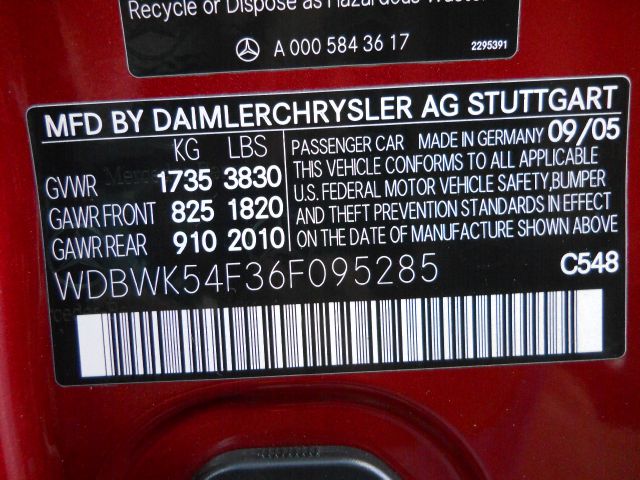 Recycle or Dispose as Hazardous Waste.
A 000 584 36 17
2295391
MFD BY DAIMLERCHRYSLER AG STUTTGART
KG LBS
GVWR 1735 3830
GAWR FRONT 825 1820
GAWR REAR 910 2010
PASSENGER CAR MADE IN GERMANY 09/05
THIS VEHICLE CONFORMS TO ALL APPLICABLE
U.S. FEDERAL MOTOR VEHICLE SAFETY,BUMPER
AND THEFT PREVENTION STANDARDS IN EFFECT
ON THE DATE OF MANUFACTURE SHOWN ABOVE
WDBWK54F36F095285
C548